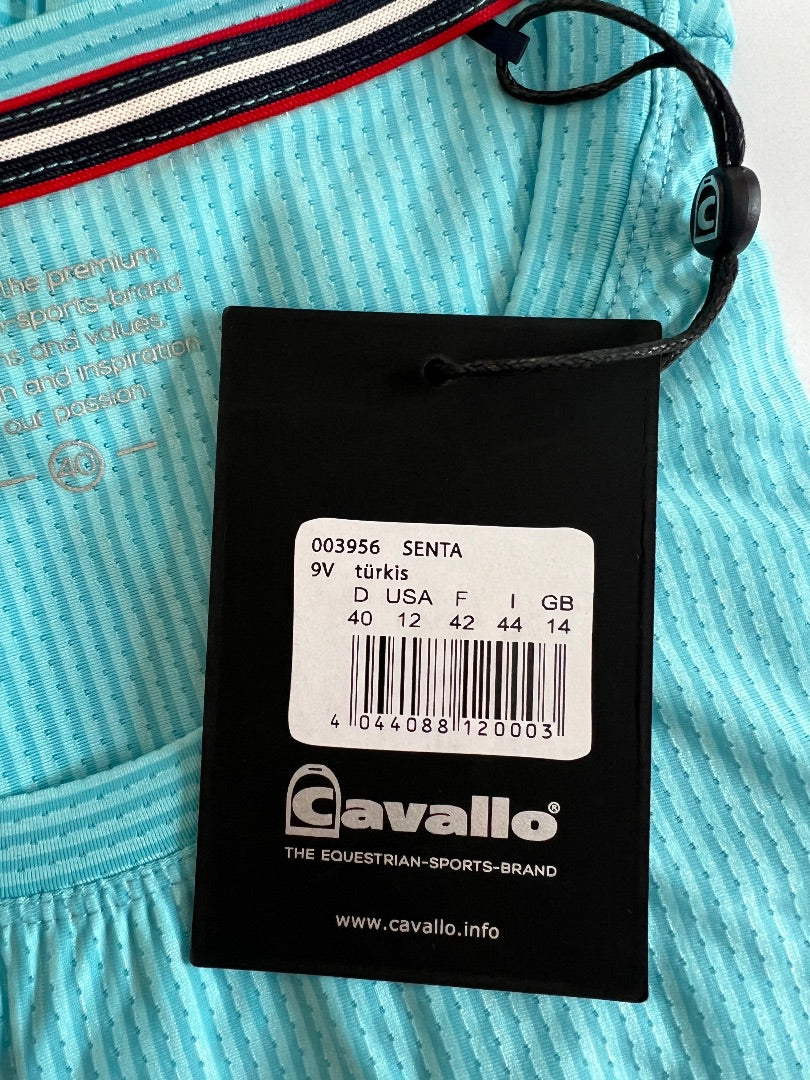 the premium
-sports-brand
and values,
and inspiration
our passion.
40
C
003956 SENTA
9V türkis
D USA F I GB
40 12 42 44 14
4 044088 120003
Cavallo®
THE EQUESTRIAN-SPORTS-BRAND
www.cavallo.info